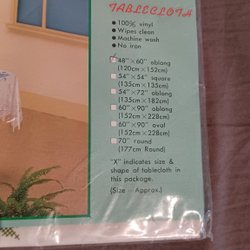 TABLECLOTH
• 100% vinyl
• Wipes clean
• Machine wash
• No iron
48"×60" oblong
(120cm×152cm)
54"×54" square
(135cm×135cm)
54"×72" oblong
(135cm×182cm)
60"×90" oblong
(152cm×228cm)
60"×90" oval
(152cm×228cm)
70" round
(177cm Round)
"X" indicates size &
shape of tablecloth in
this package.
(Size Approx.)